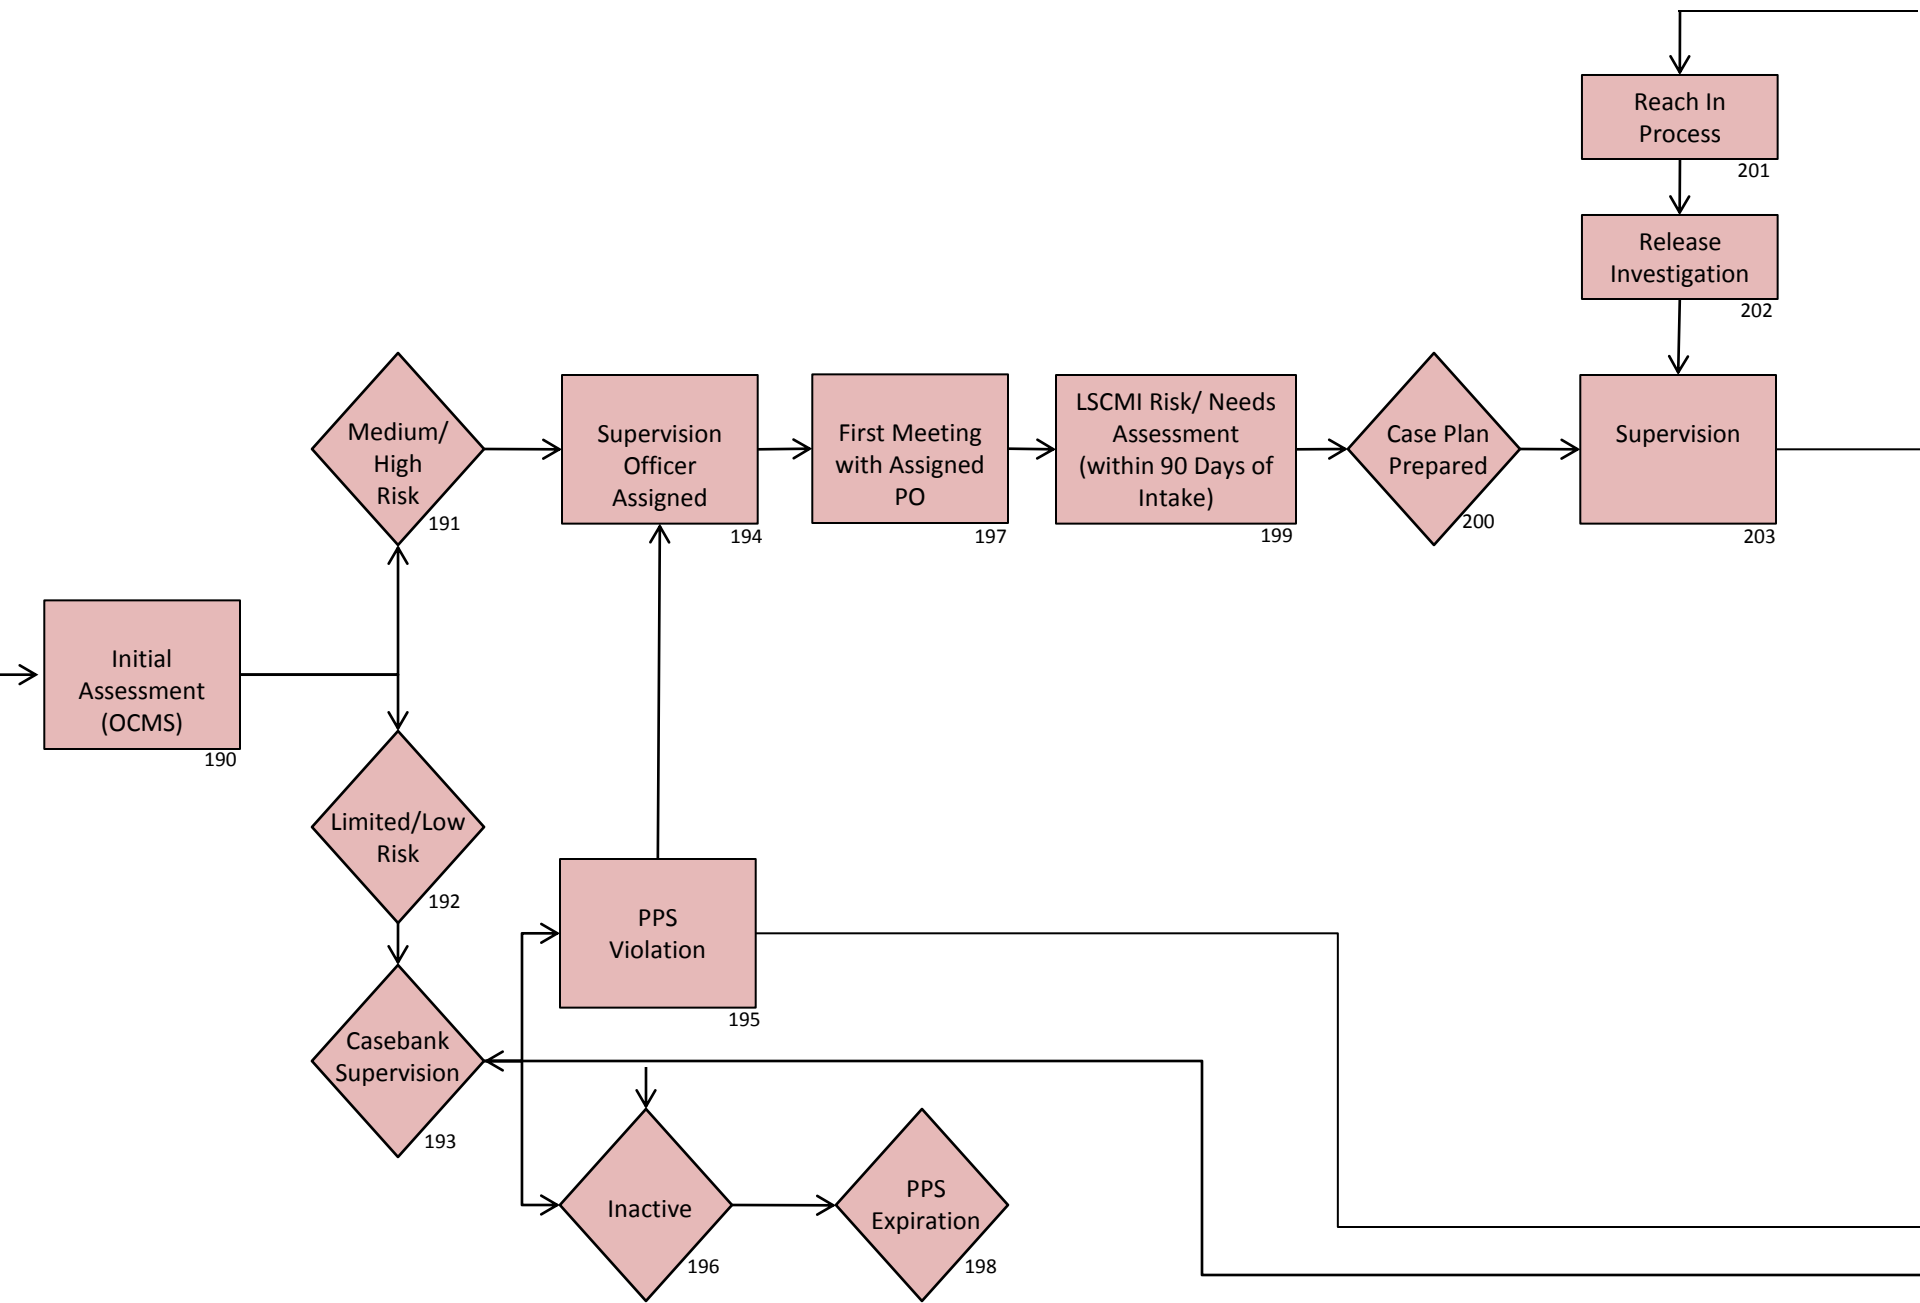 Reach In
Process
201
Release
Investigation
202
Medium/
High
Risk
191
Supervision
Officer
Assigned
194
First Meeting
with Assigned
PO
197
LSCMI Risk/ Needs
Assessment
(within 90 Days of
Intake)
199
Case Plan
Prepared
200
Supervision
203
Initial
Assessment
(OCMS)
190
Limited/Low
Risk
192
PPS
Violation
195
Casebank
Supervision
193
Inactive
196
PPS
Expiration
198